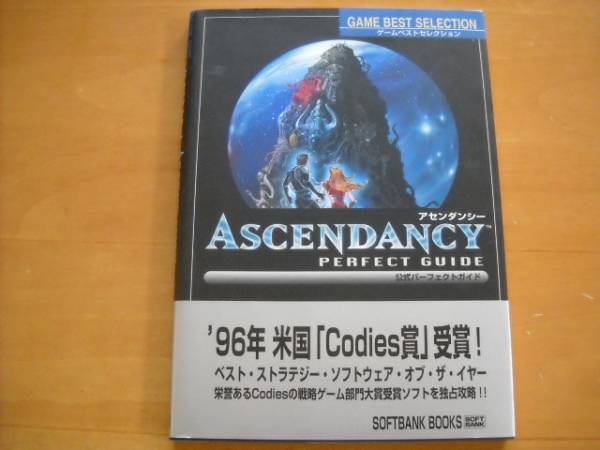 GAME BEST SELECTION
ゲームベストセレクション
アセンダンシー
ASCENDANCY™
PERFECT GUIDE
公式パーフェクトガイド
'96年 米国「Codies賞」受賞!
ベスト・ストラテジー・ソフトウェア・オブ・ザ・イヤー
栄誉あるCodiesの戦略ゲーム部門大賞受賞ソフトを独占攻略!!
SOFTBANK BOOKS SOFT BANK